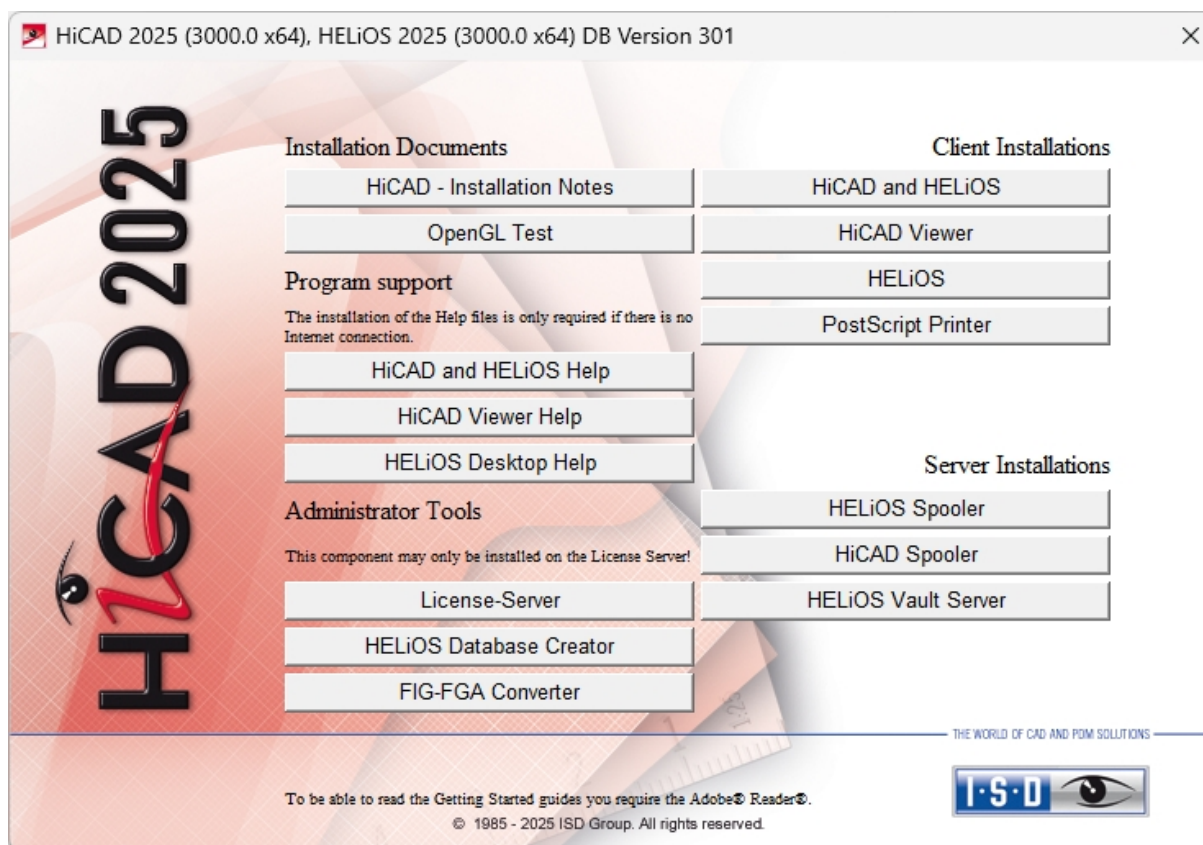 HiCAD 2025 (3000.0 x64), HELiOS 2025 (3000.0 x64) DB Version 301
HiCAD 2025
Installation Documents
HiCAD - Installation Notes
OpenGL Test
Program support
The installation of the Help files is only required if there is no
Internet connection.
HiCAD and HELiOS Help
HiCAD Viewer Help
HELiOS Desktop Help
Administrator Tools
This component may only be installed on the License Server!
License-Server
HELiOS Database Creator
FIG-FGA Converter
Client Installations
HiCAD and HELiOS
HiCAD Viewer
HELiOS
PostScript Printer
Server Installations
HELiOS Spooler
HiCAD Spooler
HELiOS Vault Server
THE WORLD OF CAD AND PDM SOLUTIONS
I·S·D
To be able to read the Getting Started guides you require the Adobe® Reader®.
© 1985 - 2025 ISD Group. All rights reserved.